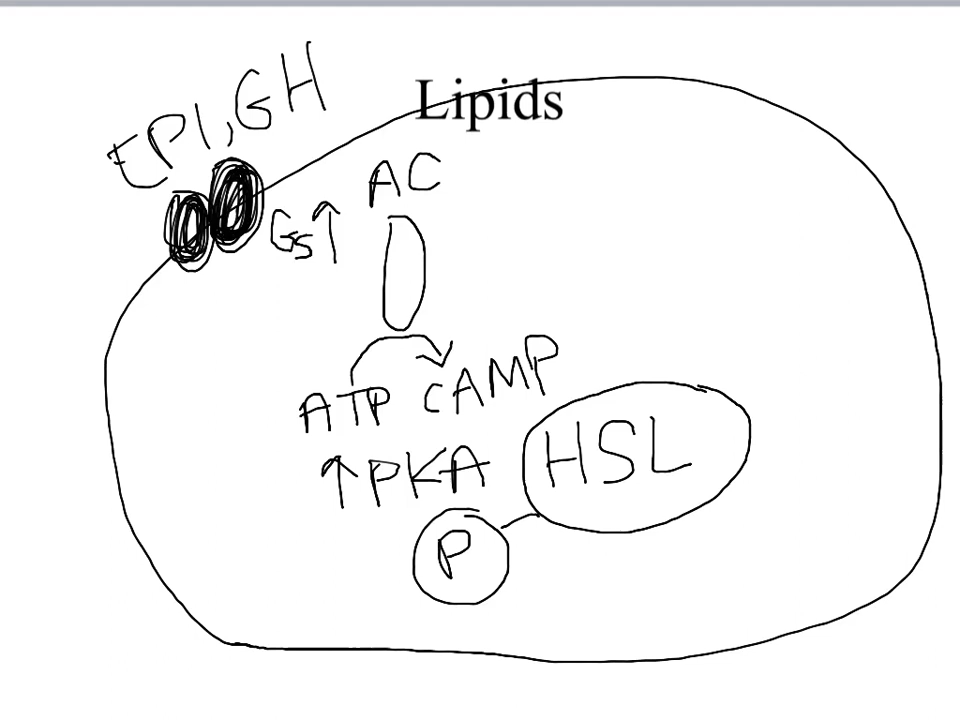 Lipids
EPI, GH
AC
Gs↑
ATP CAMP
↑PKA
HSL
P